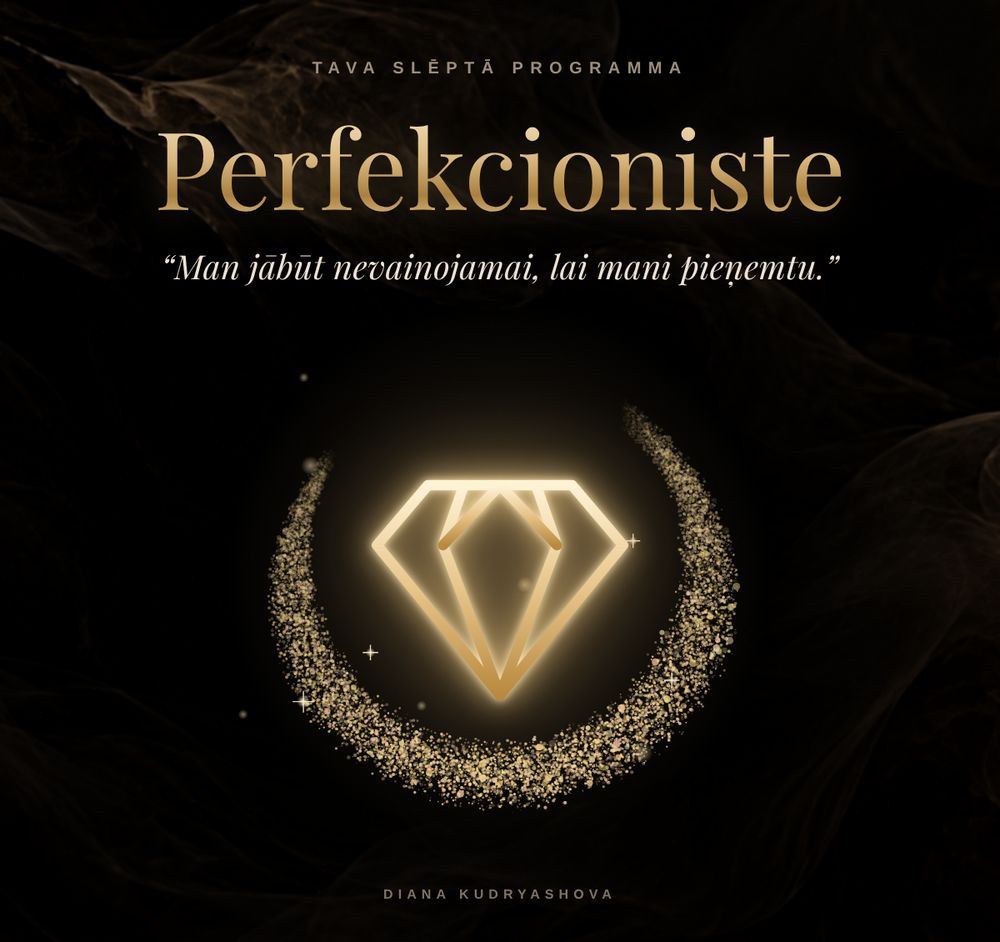 TAVA SLĒPTĀ PROGRAMMA
Perfekcioniste
“Man jābūt nevainojamai, lai mani pieņemtu.”
DIANA KUDRYASHOVA